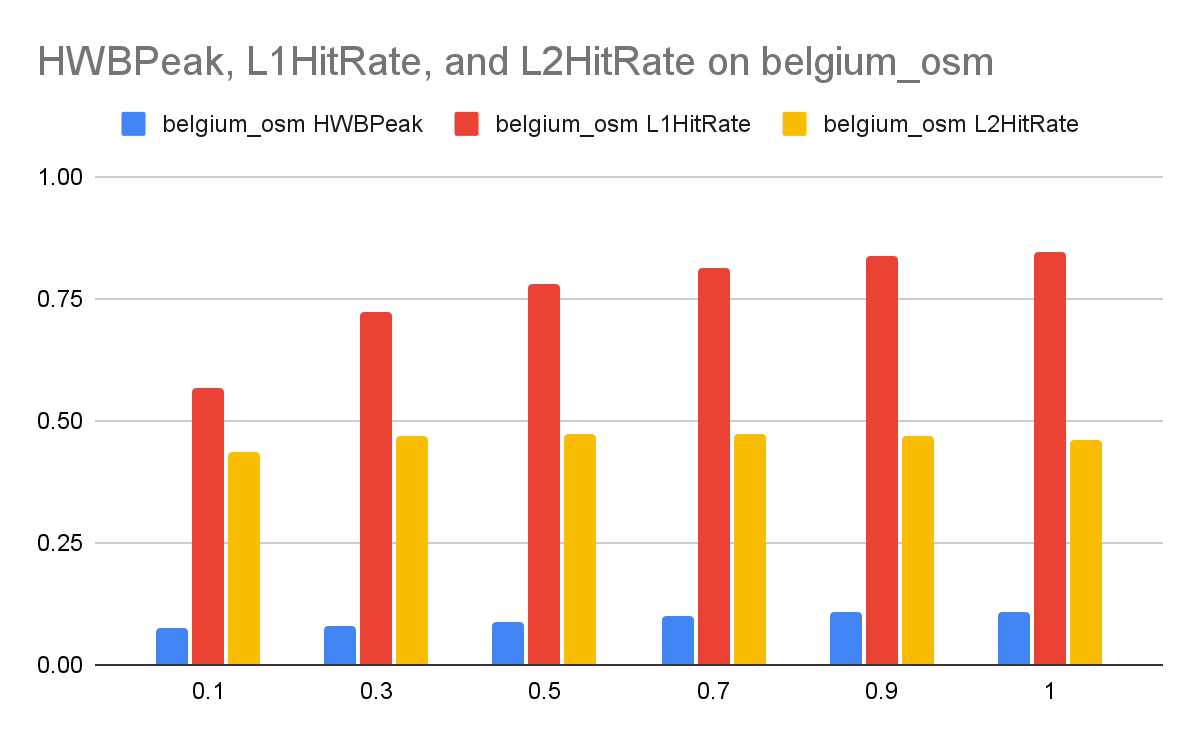 HWBPeak, L1HitRate, and L2HitRate on belgium_osm
belgium_osm HWBPeak belgium_osm L1HitRate belgium_osm L2HitRate
1.00
0.75
0.50
0.25
0.00
0.1 0.3 0.5 0.7 0.9 1